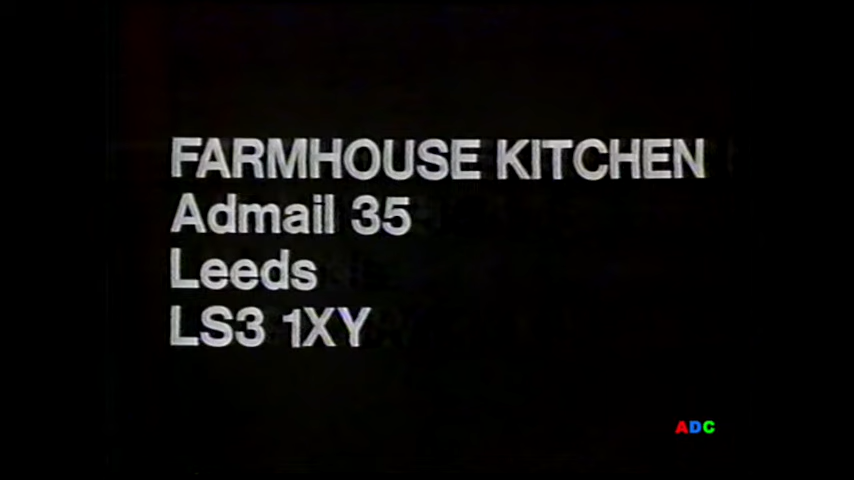 FARMHOUSE KITCHEN
Admail 35
Leeds
LS3 1XY
ADC